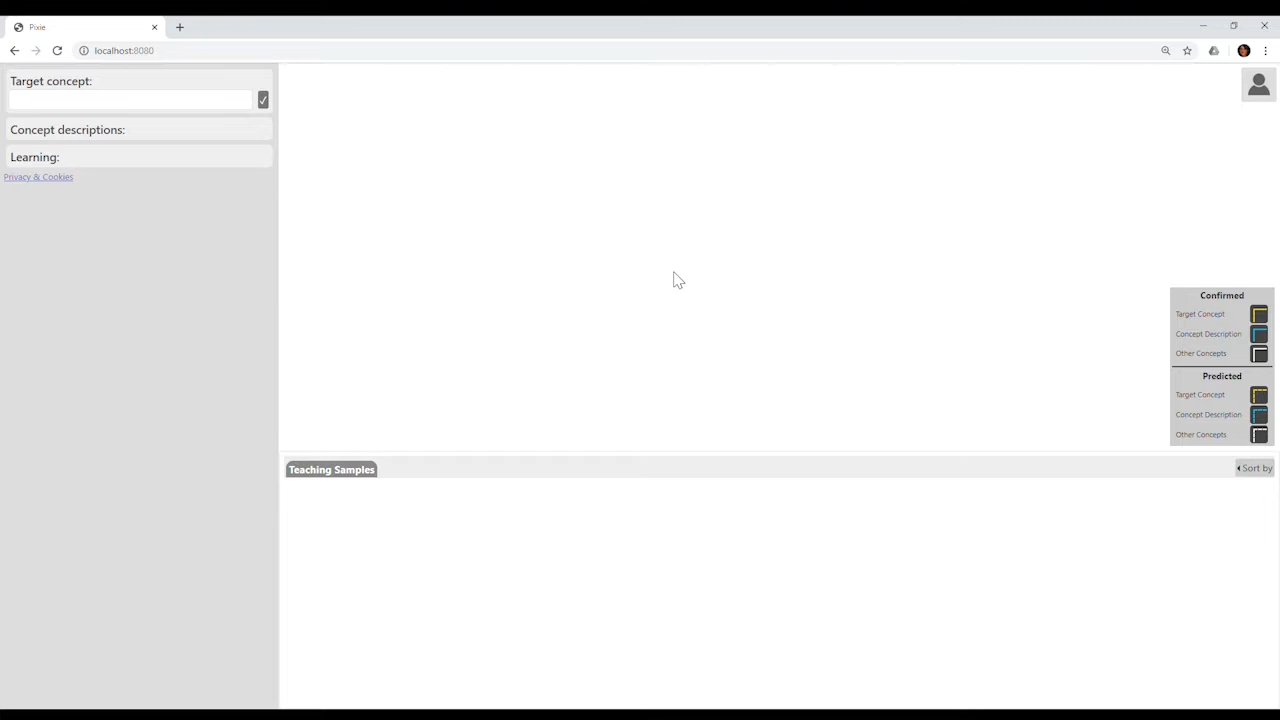 Pixie
localhost:8080
Target concept:
Concept descriptions:
Learning:
Privacy & Cookies
Confirmed
Target Concept
Concept Description
Other Concepts
Predicted
Target Concept
Concept Description
Other Concepts
Teaching Samples
Sort by